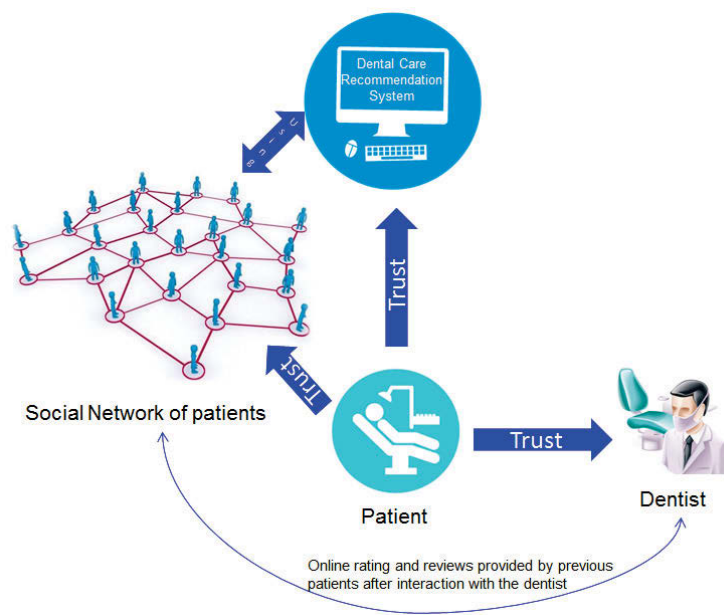 Dental Care
Recommendation
System
Using
Trust
Trust
Social Network of patients
Trust
Patient
Dentist
Online rating and reviews provided by previous
patients after interaction with the dentist